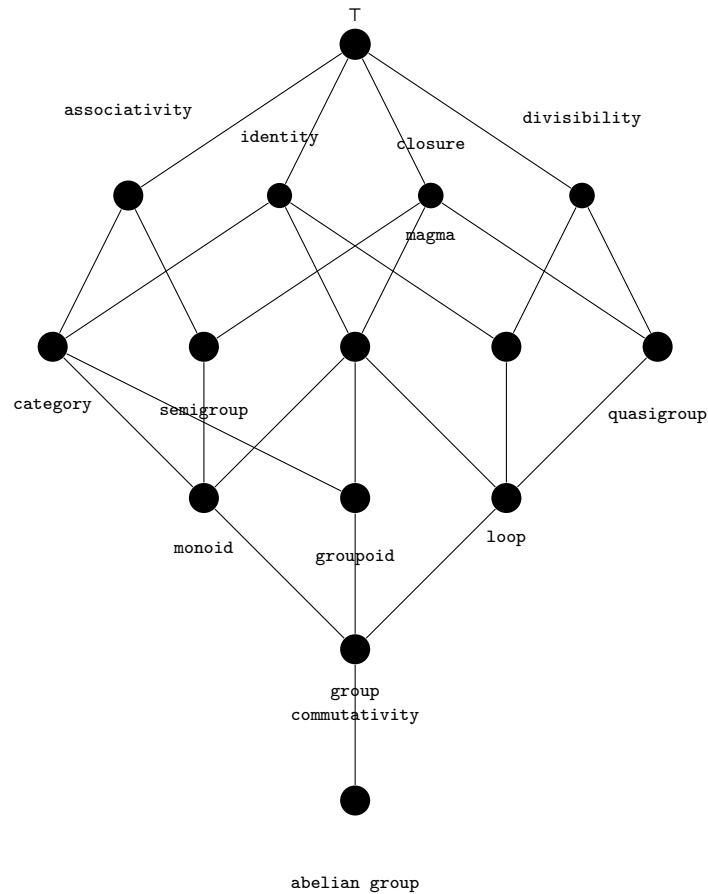 ⊤
associativity
divisibility
identity
closure
magma
category
semigroup
quasigroup
loop
monoid
groupoid
group
commutativity
abelian group